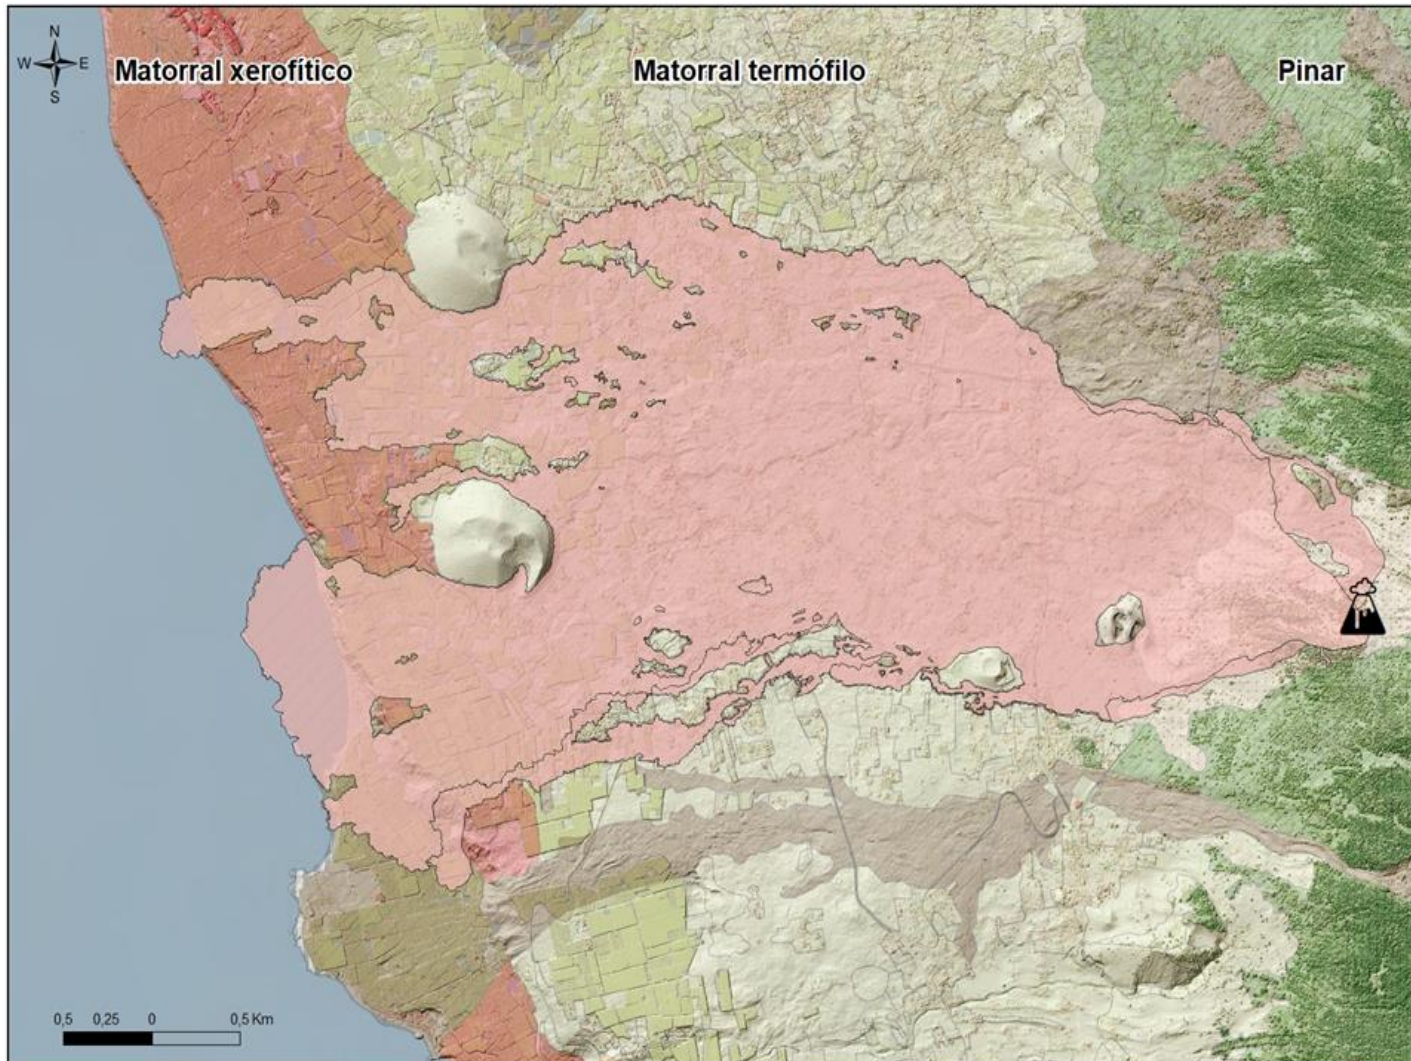 N
W E
S
Matorral xerofítico
Matorral termófilo
Pinar
0,5 0,25 0 0,5 Km